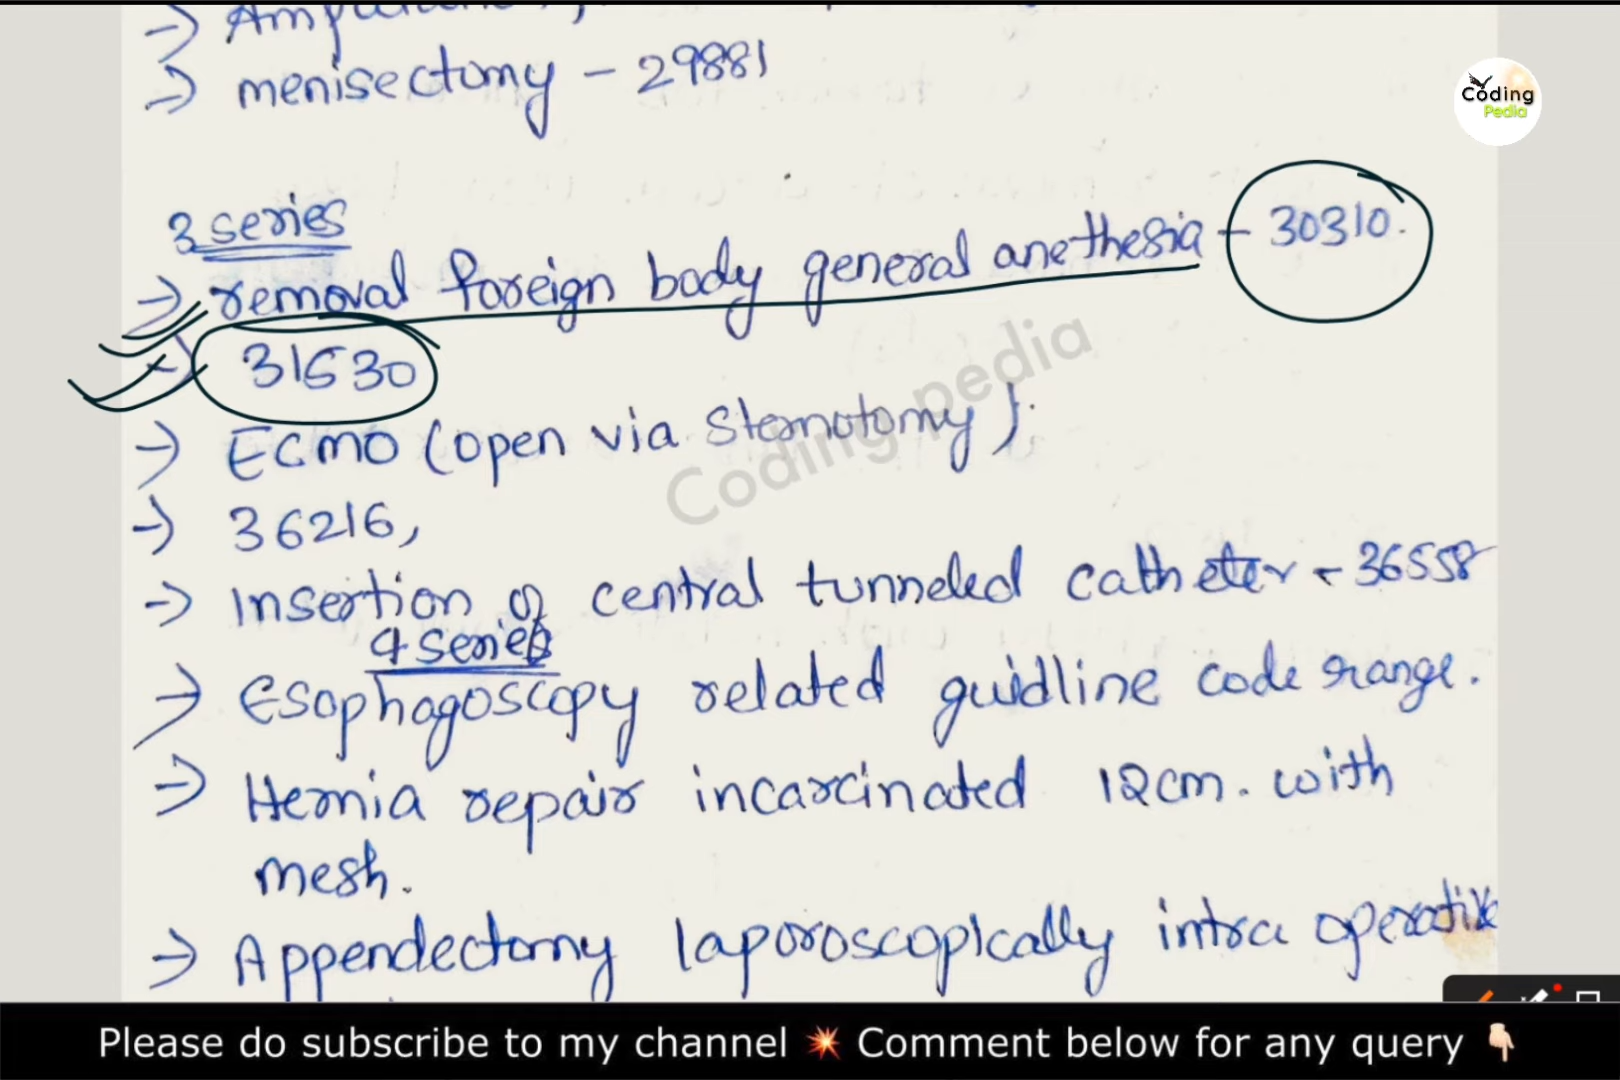 -> menisectomy - 29881
Coding
Pedia
3 series
-> removal foreign body general anethesia - 30310.
31530
-> ECMO (open via Sternotomy).
-> 36216,
-> Insertion of central tunneled catheter - 36558
4 series
-> Esophagoscopy related guidline code range.
-> Hernia repair incarcinated 12cm. with
mesh.
-> Appendectomy laporoscopically intra operative
Coding pedia
Please do subscribe to my channel 💥 Comment below for any query 👇🏻